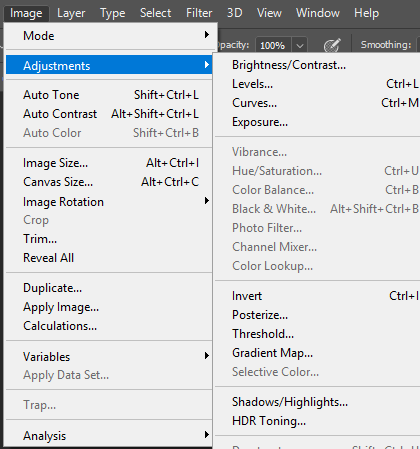 Image Layer Type Select Filter 3D View Window Help
Opacity: 100% Smoothing:
Mode
Adjustments
Auto Tone Shift+Ctrl+L
Auto Contrast Alt+Shift+Ctrl+L
Auto Color Shift+Ctrl+B
Image Size... Alt+Ctrl+I
Canvas Size... Alt+Ctrl+C
Image Rotation
Crop
Trim...
Reveal All
Duplicate...
Apply Image...
Calculations...
Variables
Apply Data Set...
Trap...
Analysis
Brightness/Contrast...
Levels... Ctrl+L
Curves... Ctrl+M
Exposure...
Vibrance...
Hue/Saturation... Ctrl+U
Color Balance... Ctrl+B
Black & White... Alt+Shift+Ctrl+B
Photo Filter...
Channel Mixer...
Color Lookup...
Invert Ctrl+I
Posterize...
Threshold...
Gradient Map...
Selective Color...
Shadows/Highlights...
HDR Toning...